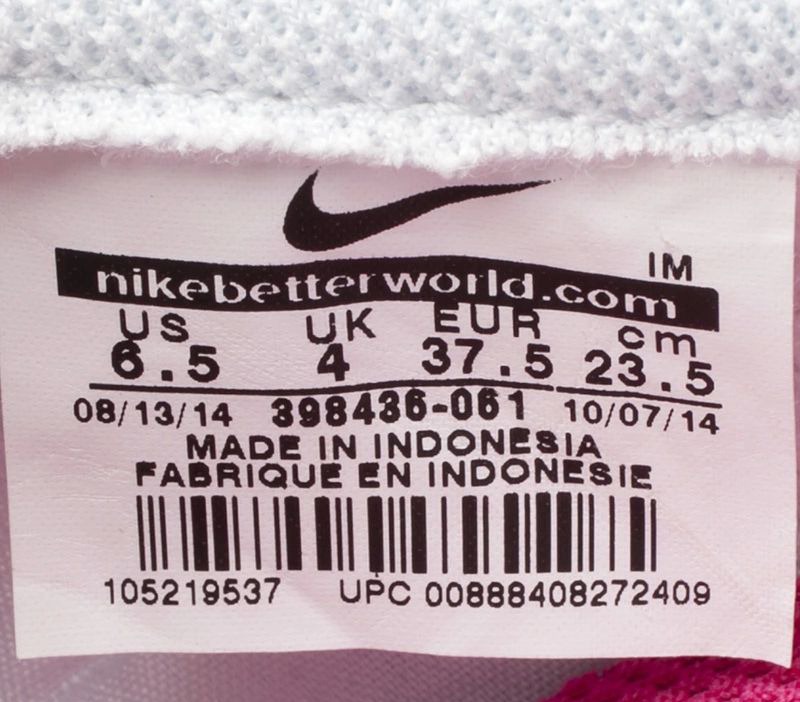 IM
nikebetterworld.com
US UK EUR cm
6.5 4 37.5 23.5
08/13/14 398436-061 10/07/14
MADE IN INDONESIA
FABRIQUE EN INDONESIE
105219537 UPC 00888408272409